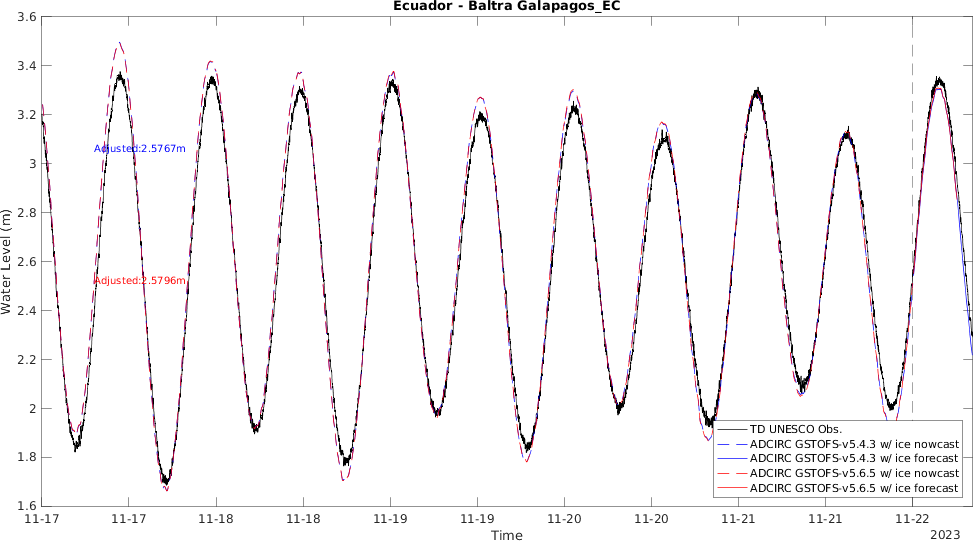 Ecuador - Baltra Galapagos_EC
3.6
3.4
3.2
3
2.8
2.6
2.4
2.2
2
1.8
1.6
Water Level (m)
Adjusted:2.5767m
Adjusted:2.5796m
TD UNESCO Obs.
ADCIRC GSTOFS-v5.4.3 w/ ice nowcast
ADCIRC GSTOFS-v5.4.3 w/ ice forecast
ADCIRC GSTOFS-v5.6.5 w/ ice nowcast
ADCIRC GSTOFS-v5.6.5 w/ ice forecast
11-17 11-17 11-18 11-18 11-19 11-19 11-20 11-20 11-21 11-21 11-22
Time
2023